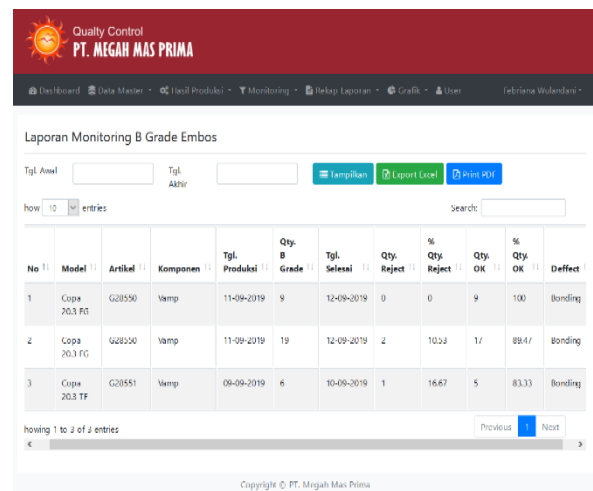 Qualty Control
PT. MEGAH MAS PRIMA
Dashboard Data Master Hasil Produksi Monitoring Rekap Laporan Grafik User Febriana Wulandani
Laporan Monitoring B Grade Embos
Tgl. Awal Tgl. Akhir Tampilkan Export Excel Print PDF
how 10 entries Search:
No Model Artikel Komponen Tgl. Produksi Qty. B Grade Tgl. Selesai Qty. Reject % Qty. Reject Qty. OK % Qty. OK Deffect
1 Copa 20.3 FG G28550 Vamp 11-09-2019 9 12-09-2019 0 0 9 100 Bonding
2 Copa 20.3 FG G28550 Vamp 11-09-2019 19 12-09-2019 2 10.53 17 89.47 Bonding
3 Copa 20.3 TF G28551 Vamp 09-09-2019 6 10-09-2019 1 16.67 5 83.33 Bonding
howing 1 to 3 of 3 entries Previous 1 Next
Copyright © PT. Megah Mas Prima